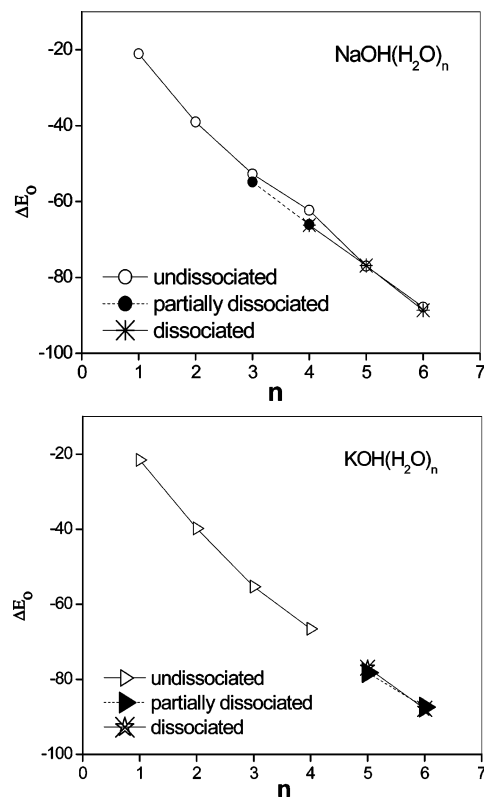 -20
-40
-60
-80
-100
ΔE₀
NaOH(H₂O)ₙ
undissociated
partially dissociated
dissociated
0 1 2 3 4 5 6 7
n
-20
-40
-60
-80
-100
ΔE₀
KOH(H₂O)ₙ
undissociated
partially dissociated
dissociated
0 1 2 3 4 5 6 7
n